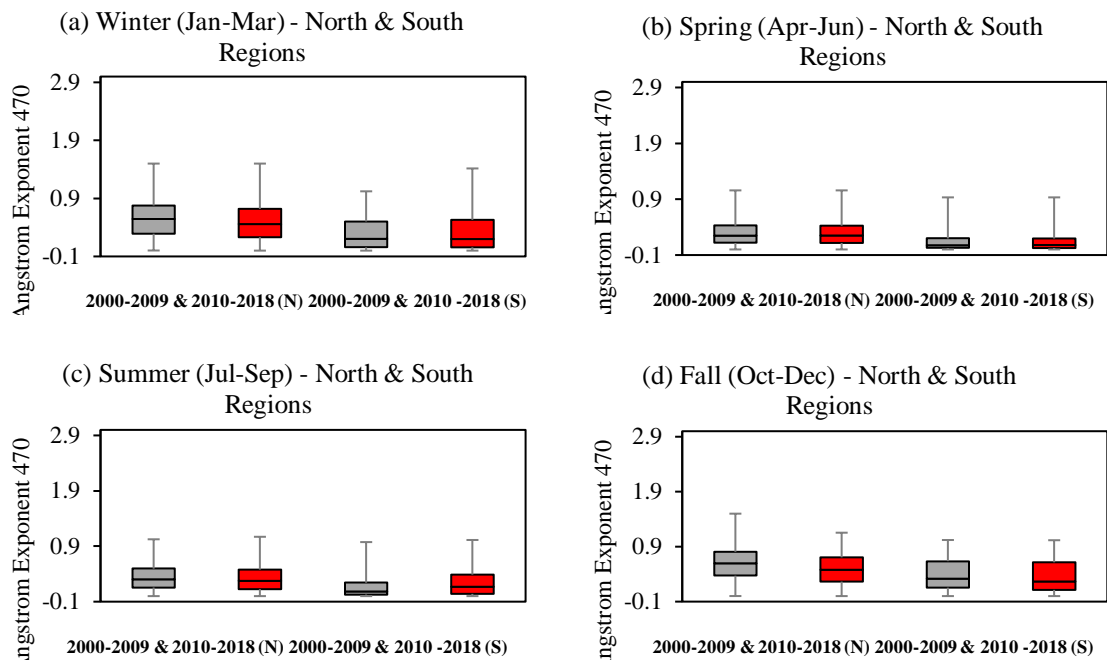 (a) Winter (Jan-Mar) - North & South
Regions
Angstrom Exponent 470
2.9
1.9
0.9
-0.1
2000-2009 & 2010-2018 (N) 2000-2009 & 2010 -2018 (S)
(b) Spring (Apr-Jun) - North & South
Regions
Angstrom Exponent 470
2.9
1.9
0.9
-0.1
2000-2009 & 2010-2018 (N) 2000-2009 & 2010 -2018 (S)
(c) Summer (Jul-Sep) - North & South
Regions
Angstrom Exponent 470
2.9
1.9
0.9
-0.1
2000-2009 & 2010-2018 (N) 2000-2009 & 2010 -2018 (S)
(d) Fall (Oct-Dec) - North & South
Regions
Angstrom Exponent 470
2.9
1.9
0.9
-0.1
2000-2009 & 2010-2018 (N) 2000-2009 & 2010 -2018 (S)